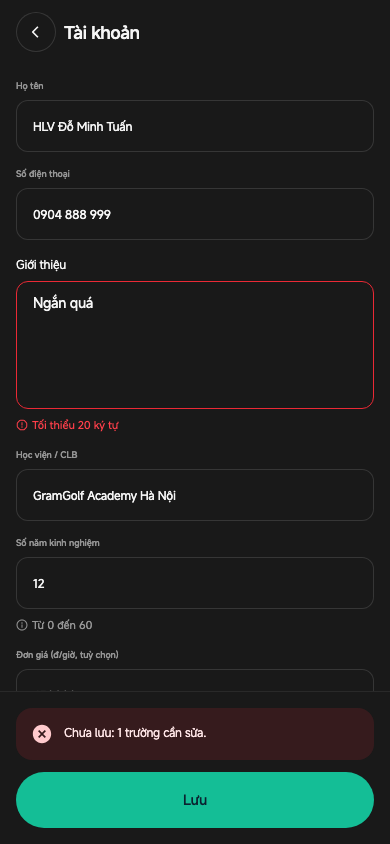 Tài khoản
Họ tên
HLV Đỗ Minh Tuấn
Số điện thoại
0904 888 999
Giới thiệu
Ngắn quá
Tối thiểu 20 ký tự
Học viện / CLB
GramGolf Academy Hà Nội
Số năm kinh nghiệm
12
Từ 0 đến 60
Đơn giá (đ/giờ, tuỳ chọn)
Chưa lưu: 1 trường cần sửa.
Lưu